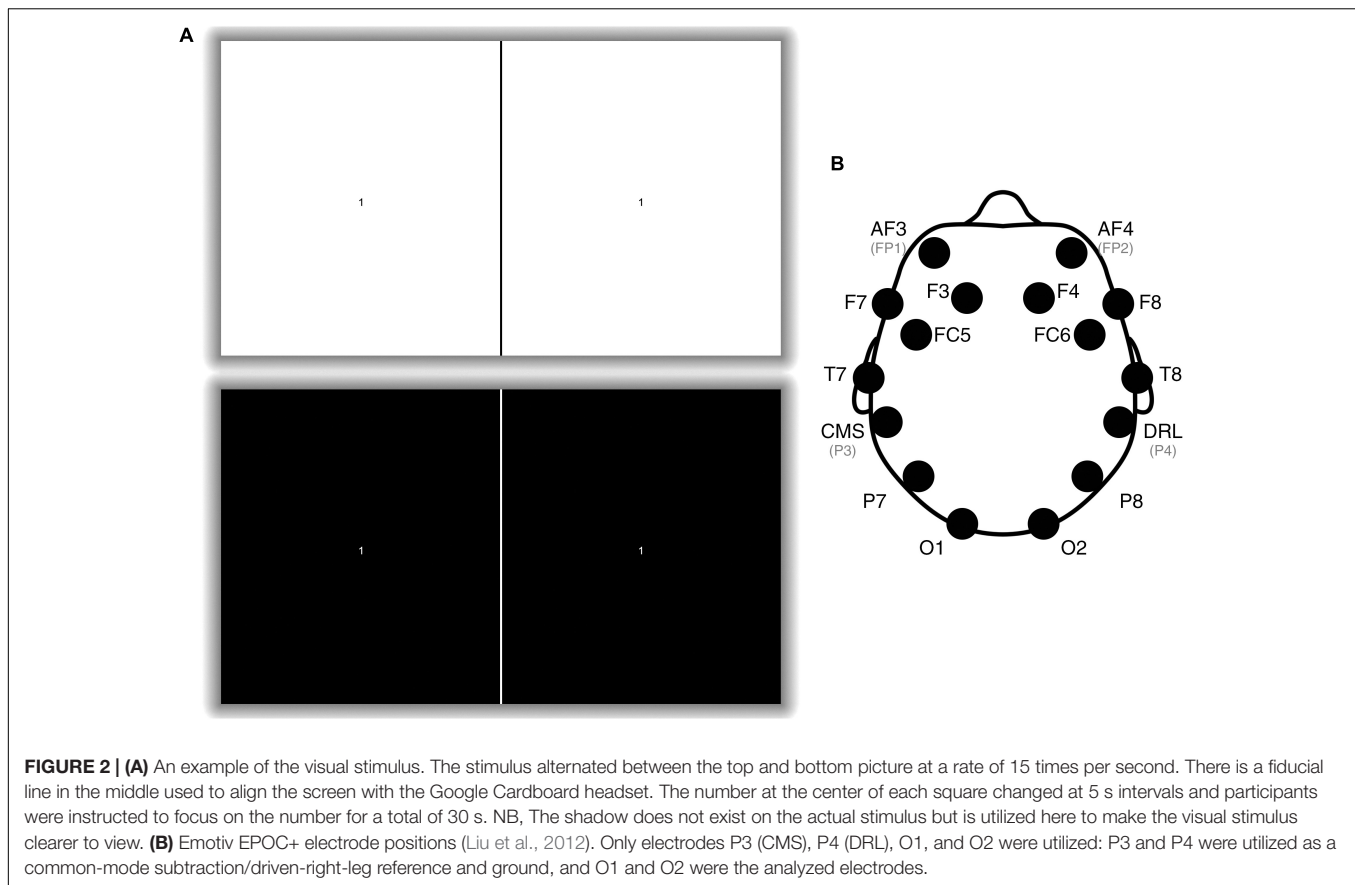 A
1 1
1 1
B
AF3 AF4
(FP1) (FP2)
F3 F4
F7 F8
FC5 FC6
T7 T8
CMS DRL
(P3) (P4)
P7 P8
O1 O2
FIGURE 2 | (A) An example of the visual stimulus. The stimulus alternated between the top and bottom picture at a rate of 15 times per second. There is a fiducial
line in the middle used to align the screen with the Google Cardboard headset. The number at the center of each square changed at 5 s intervals and participants
were instructed to focus on the number for a total of 30 s. NB, The shadow does not exist on the actual stimulus but is utilized here to make the visual stimulus
clearer to view. (B) Emotiv EPOC+ electrode positions (Liu et al., 2012). Only electrodes P3 (CMS), P4 (DRL), O1, and O2 were utilized: P3 and P4 were utilized as a
common-mode subtraction/driven-right-leg reference and ground, and O1 and O2 were the analyzed electrodes.